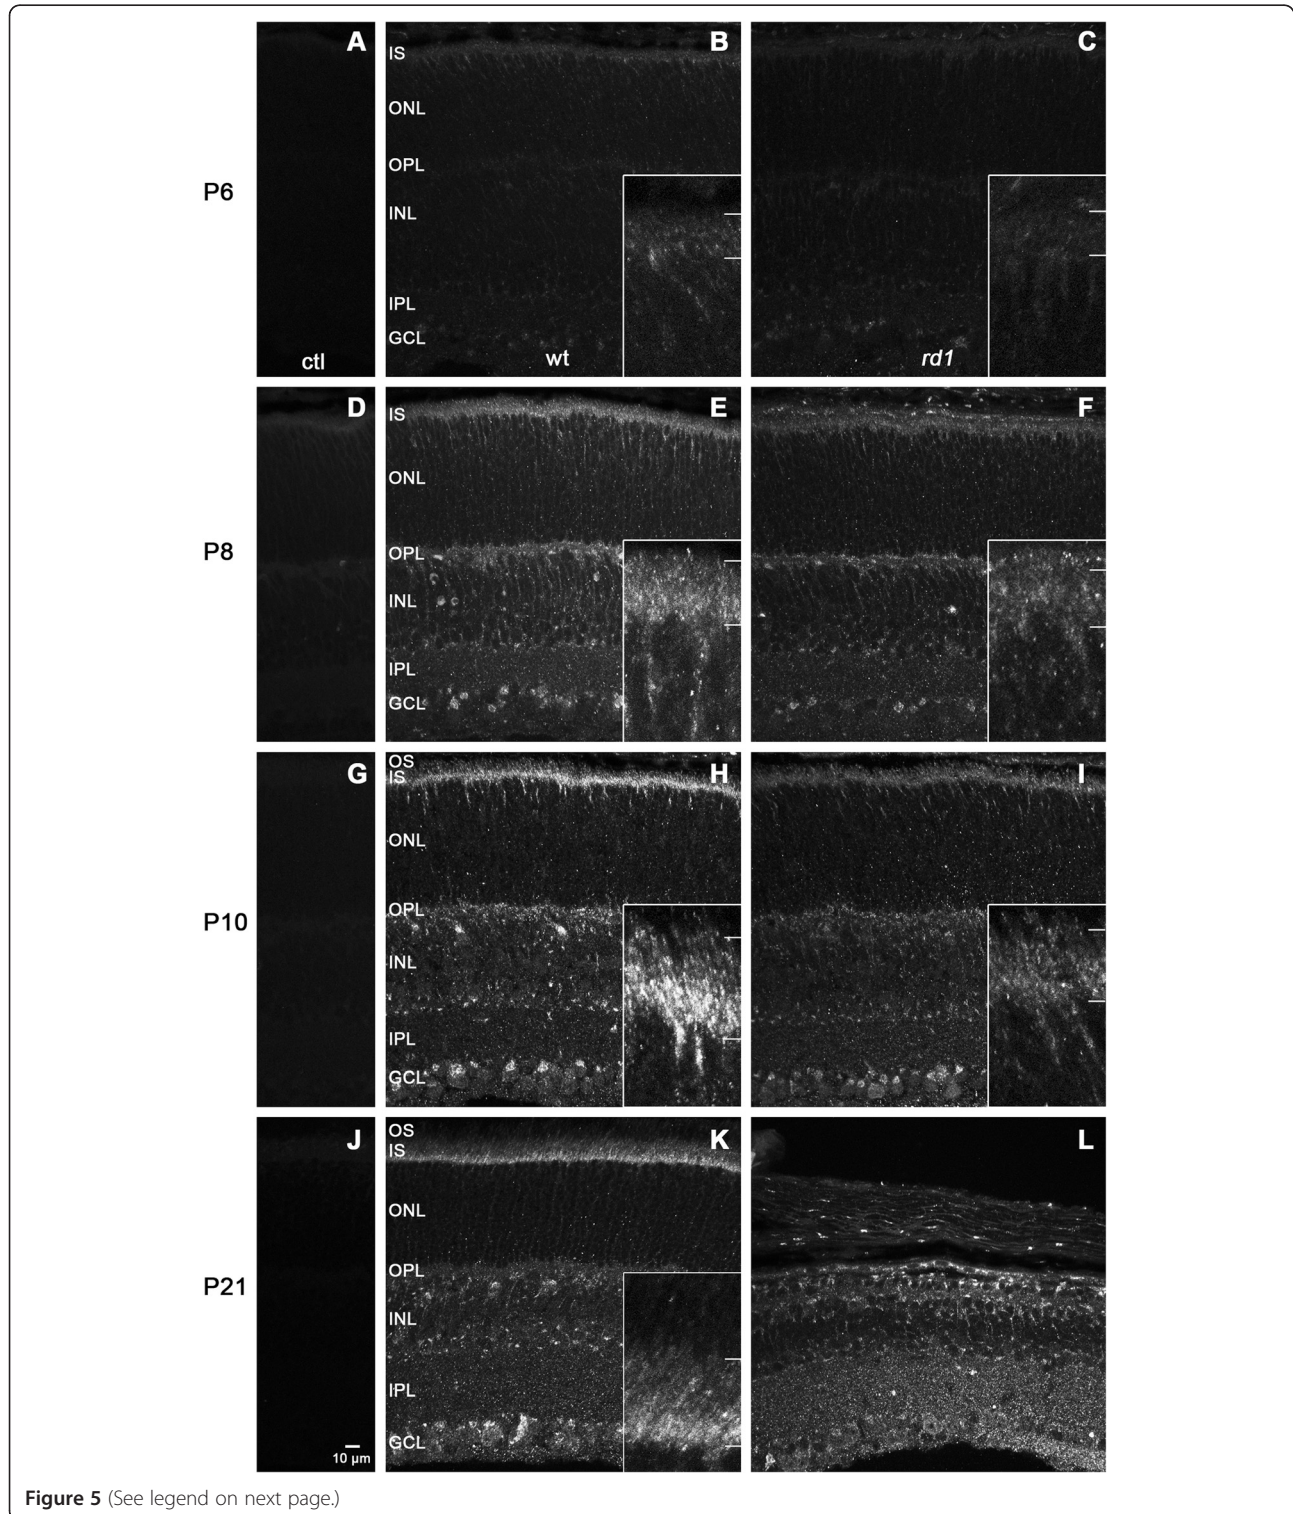 A
B
C
IS
ONL
OPL
P6
INL
IPL
GCL
ctl
wt
rd1
D
E
F
IS
ONL
OPL
P8
INL
IPL
GCL
G
H
I
OS
IS
ONL
OPL
P10
INL
IPL
GCL
J
K
L
OS
IS
ONL
OPL
P21
INL
IPL
GCL
10 µm
Figure 5 (See legend on next page.)